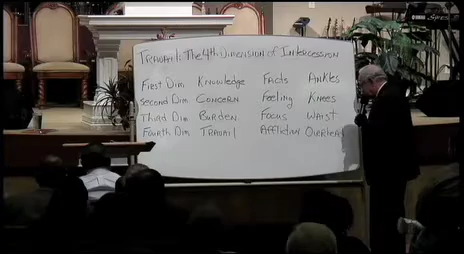 Travail: The 4th Dimension of Intercession
First Dim Knowledge Facts Ankles
Second Dim Concern Feeling Knees
Third Dim Burden Focus Waist
Fourth Dim Travail Affliction Overhead